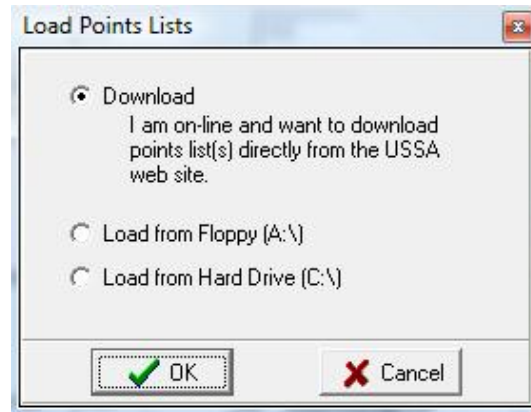 Load Points Lists
Download
I am on-line and want to download
points list(s) directly from the USSA
web site.
Load from Floppy (A:\)
Load from Hard Drive (C:\)
OK
Cancel